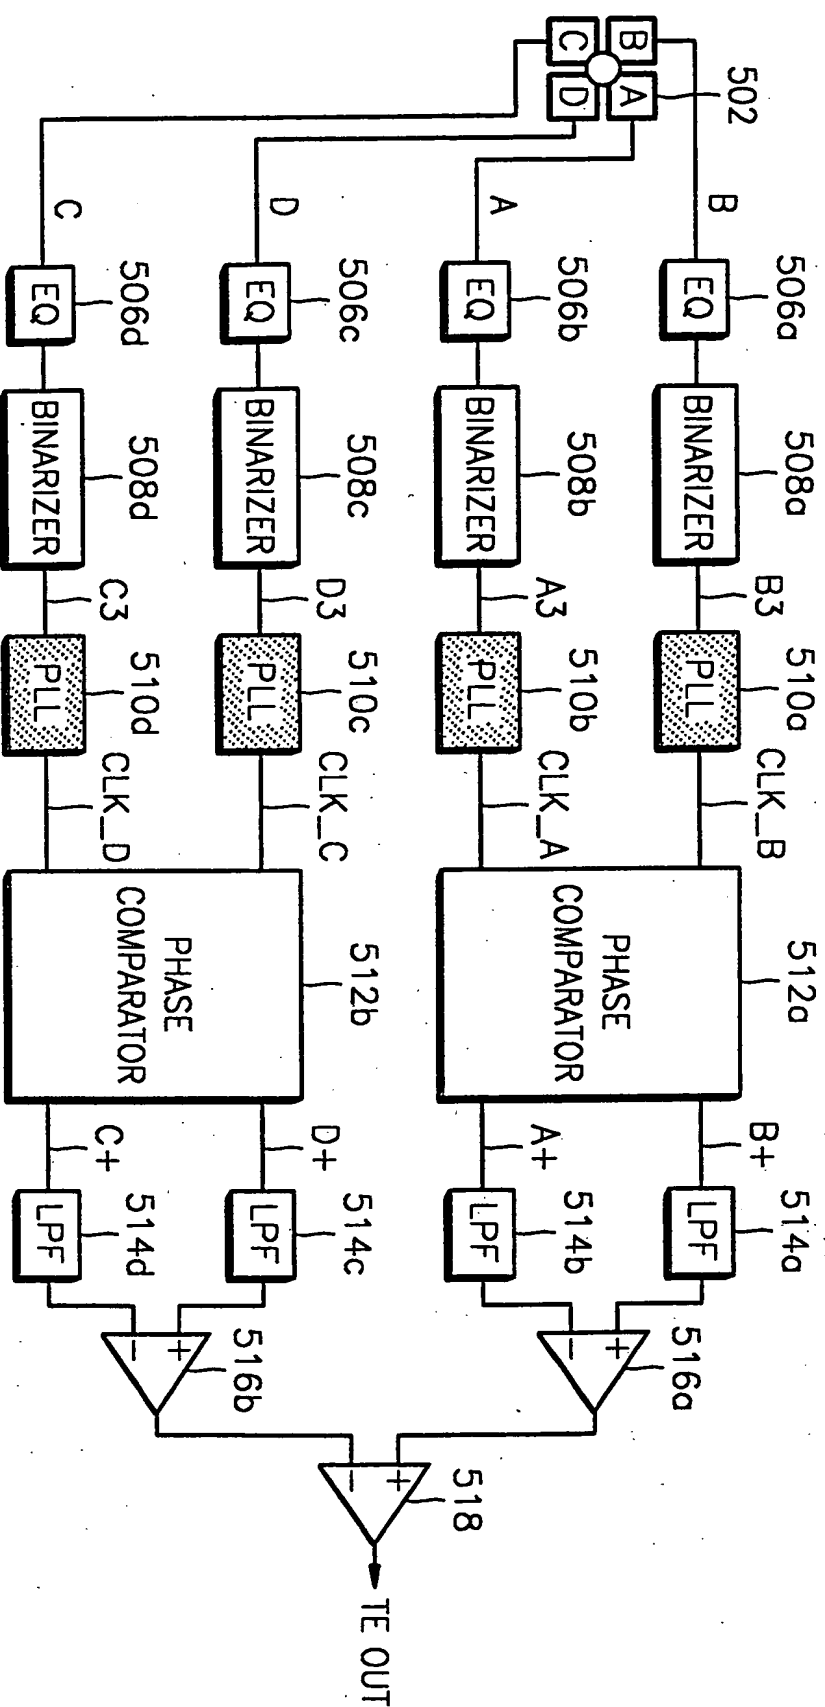 502
B
A
C
D
B
506a
EQ
508a
BINARIZER
B3
510a
PLL
CLK_B
A
506b
EQ
508b
BINARIZER
A3
510b
PLL
CLK_A
512a
PHASE
COMPARATOR
B+
514a
LPF
A+
514b
LPF
516a
+
−
D
506c
EQ
508c
BINARIZER
D3
510c
PLL
CLK_C
C
506d
EQ
508d
BINARIZER
C3
510d
PLL
CLK_D
512b
PHASE
COMPARATOR
D+
514c
LPF
C+
514d
LPF
516b
+
−
518
+
−
TE OUT